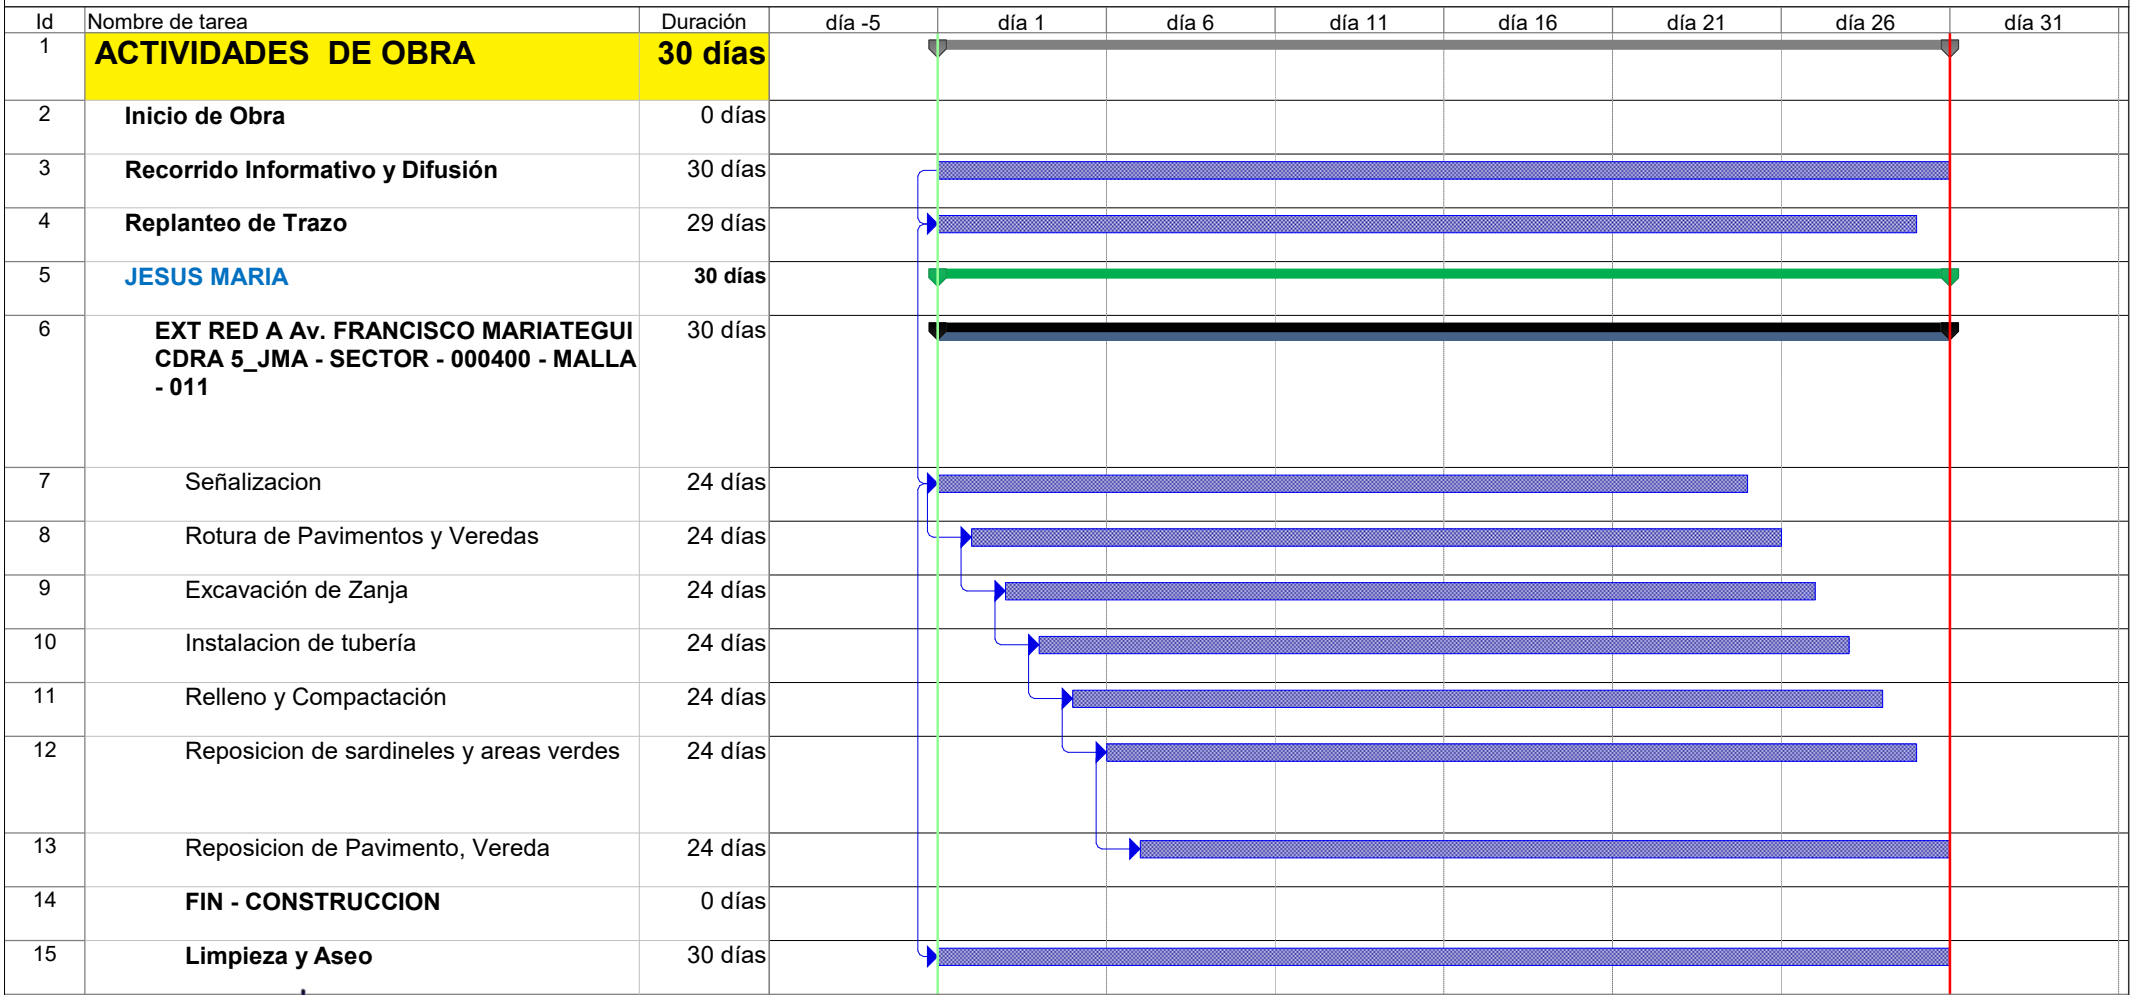 Id Nombre de tarea Duración día -5 día 1 día 6 día 11 día 16 día 21 día 26 día 31
1 ACTIVIDADES DE OBRA 30 días
2 Inicio de Obra 0 días
3 Recorrido Informativo y Difusión 30 días
4 Replanteo de Trazo 29 días
5 JESUS MARIA 30 días
6 EXT RED A Av. FRANCISCO MARIATEGUI 30 días
CDRA 5_JMA - SECTOR - 000400 - MALLA
- 011
7 Señalizacion 24 días
8 Rotura de Pavimentos y Veredas 24 días
9 Excavación de Zanja 24 días
10 Instalacion de tubería 24 días
11 Relleno y Compactación 24 días
12 Reposicion de sardineles y areas verdes 24 días
13 Reposicion de Pavimento, Vereda 24 días
14 FIN - CONSTRUCCION 0 días
15 Limpieza y Aseo 30 días